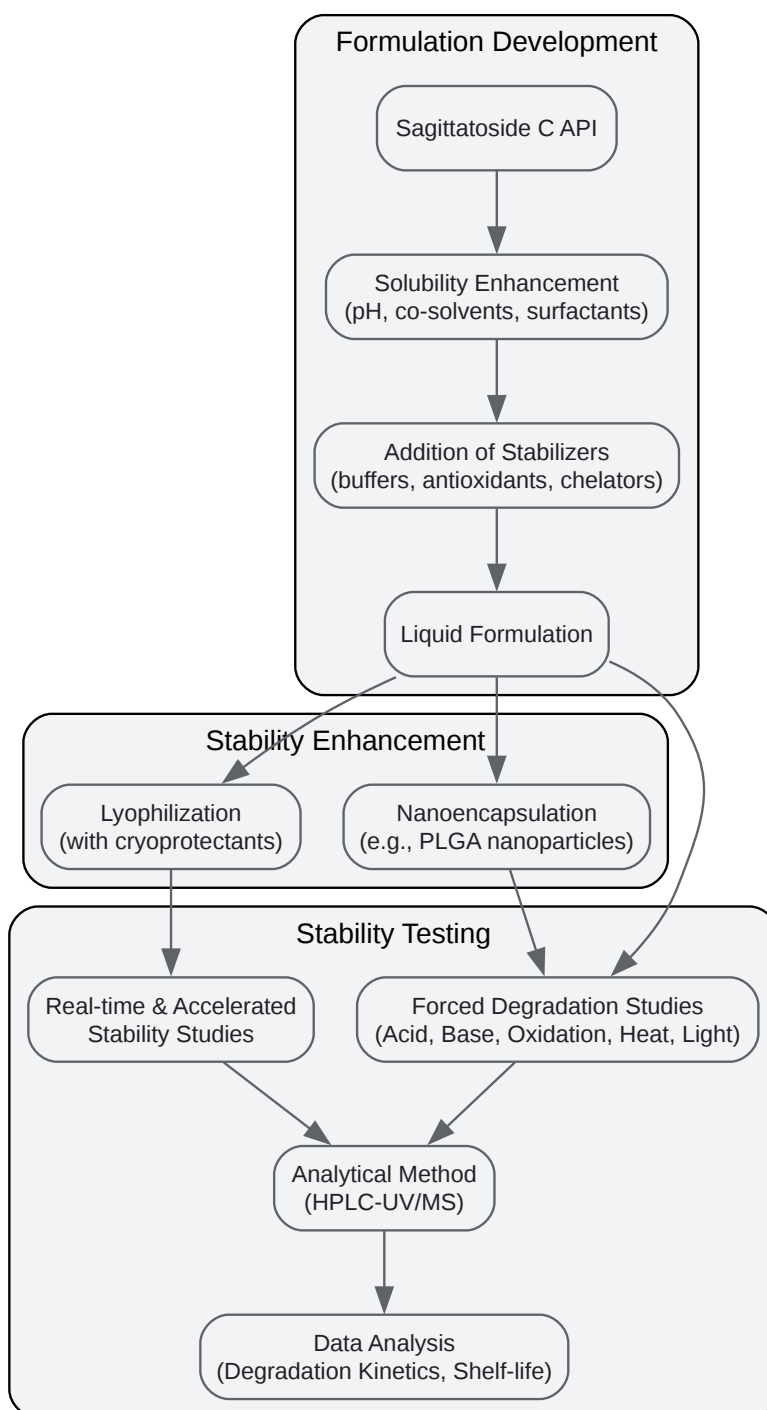 Formulation Development
Sagittatoside C API
Solubility Enhancement
(pH, co-solvents, surfactants)
Addition of Stabilizers
(buffers, antioxidants, chelators)
Liquid Formulation
Stability Enhancement
Lyophilization
(with cryoprotectants)
Nanoencapsulation
(e.g., PLGA nanoparticles)
Stability Testing
Real-time & Accelerated
Stability Studies
Forced Degradation Studies
(Acid, Base, Oxidation, Heat, Light)
Analytical Method
(HPLC-UV/MS)
Data Analysis
(Degradation Kinetics, Shelf-life)